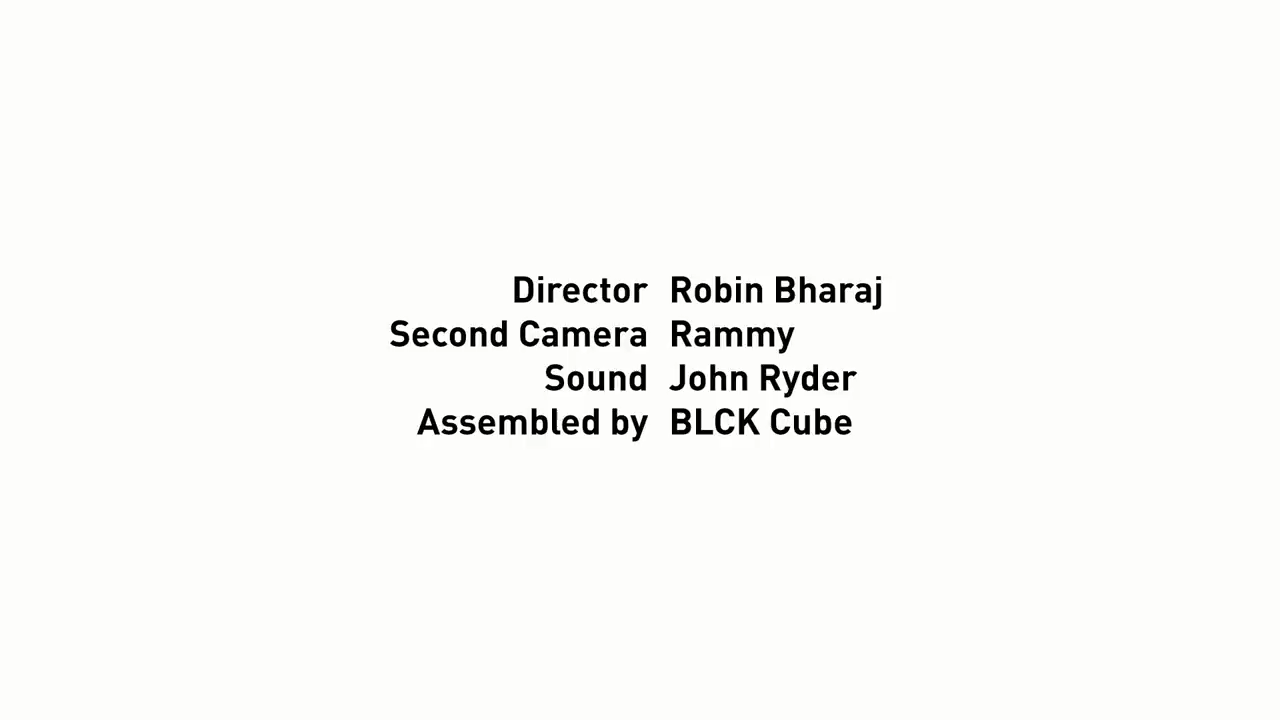 Director Robin Bharaj
Second Camera Rammy
Sound John Ryder
Assembled by BLCK Cube